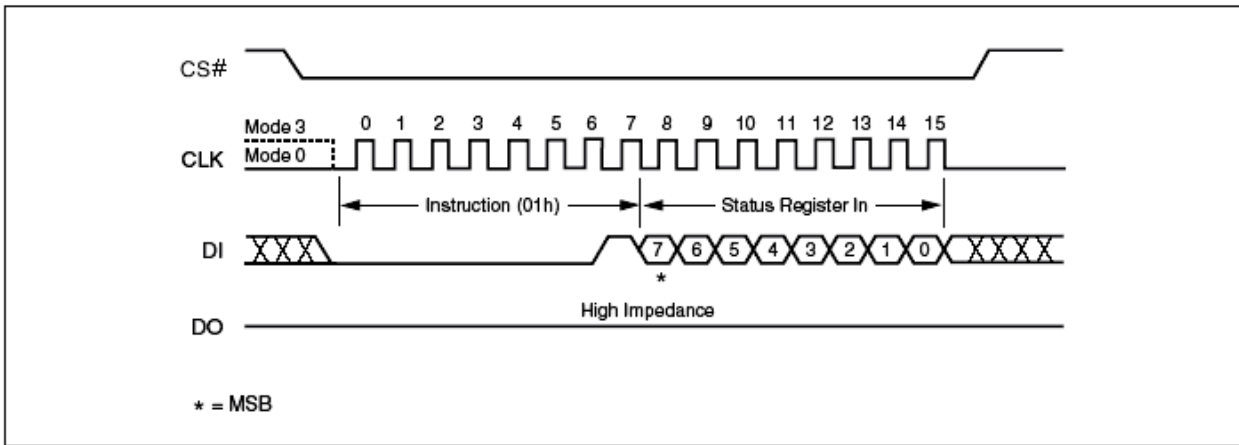 CS#
Mode 3
0 1 2 3 4 5 6 7 8 9 10 11 12 13 14 15
CLK
Mode 0
Instruction (01h)
Status Register In
DI
7 6 5 4 3 2 1 0
*
High Impedance
DO
* = MSB